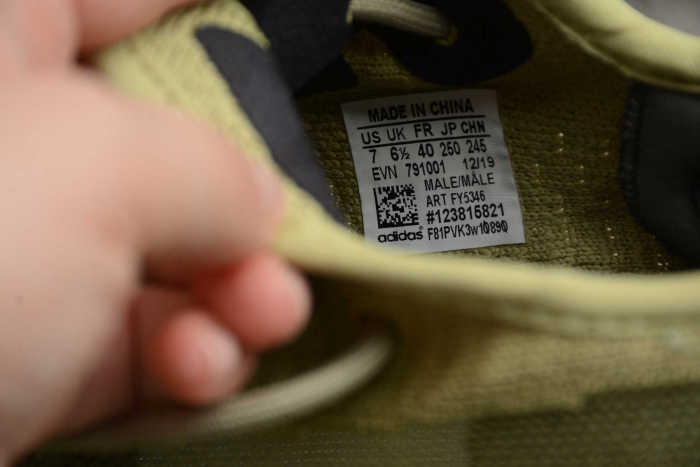 MADE IN CHINA
US UK FR JP CHN
7 6½ 40 250 245
EVN 791001 12/19
MALE/MÂLE
ART FY5346
#123815821
adidas F81PVK3w10890